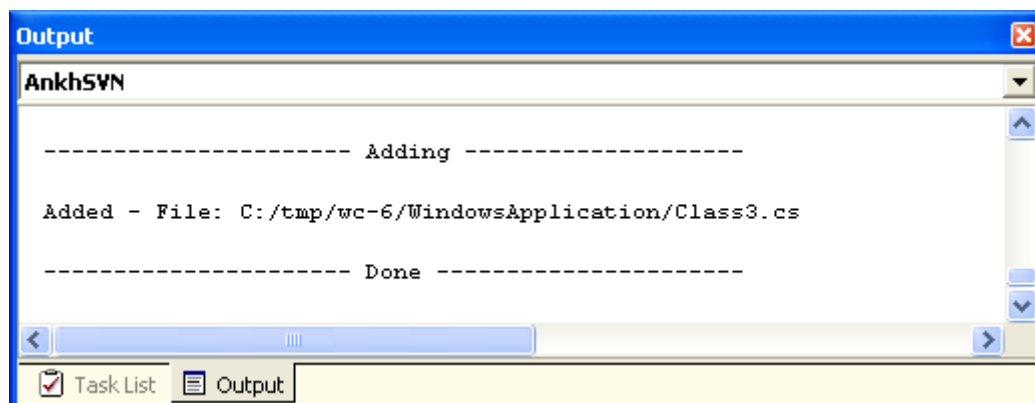 Output
AnkhSVN
---------------------- Adding --------------------
Added - File: C:/tmp/wc-6/WindowsApplication/Class3.cs
---------------------- Done ----------------------
Task List Output